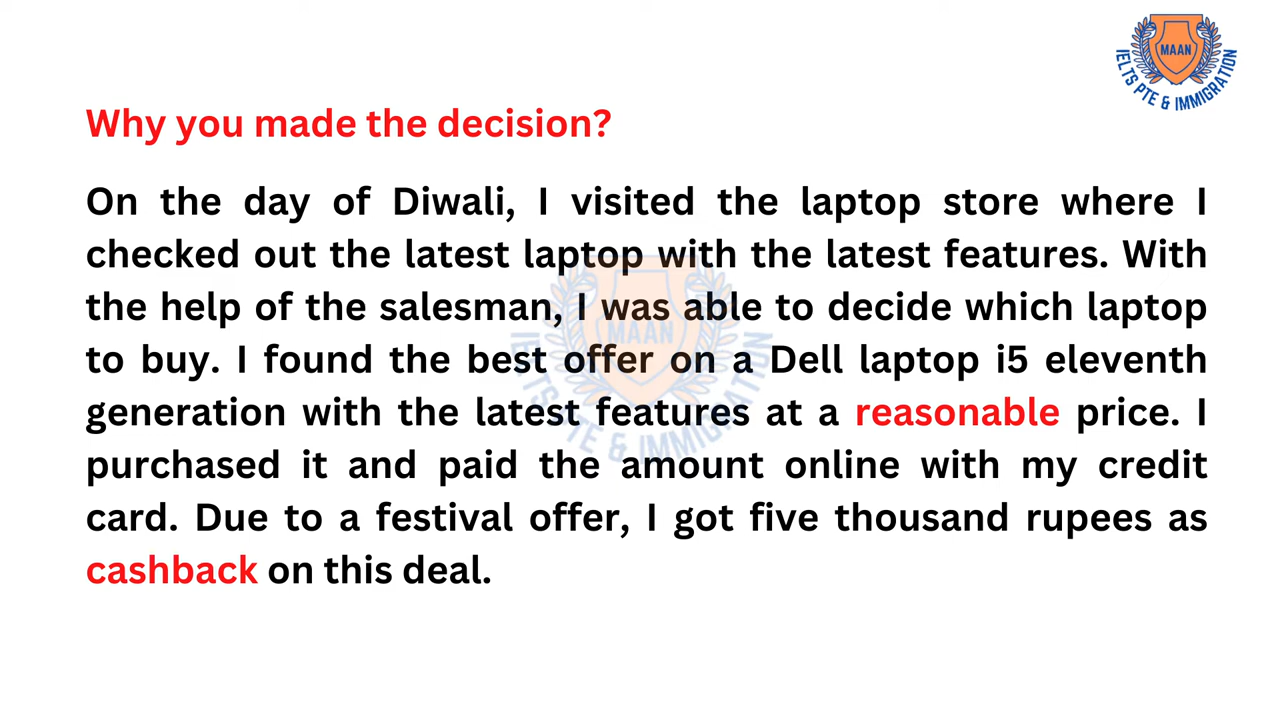 MAAN
IELTS PTE & IMMIGRATION
Why you made the decision?
On the day of Diwali, I visited the laptop store where I
checked out the latest laptop with the latest features. With
the help of the salesman, I was able to decide which laptop
to buy. I found the best offer on a Dell laptop i5 eleventh
generation with the latest features at a reasonable price. I
purchased it and paid the amount online with my credit
card. Due to a festival offer, I got five thousand rupees as
cashback on this deal.
MAAN
IELTS PTE & IMMIGRATION